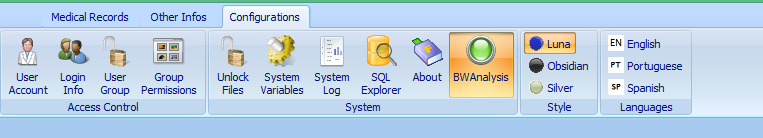 Medical Records Other Infos Configurations
User Account
Login Info
User Group
Group Permissions
Access Control
Unlock Files
System Variables
System Log
SQL Explorer
About
BWAnalysis
System
Luna
Obsidian
Silver
Style
EN English
PT Portuguese
SP Spanish
Languages